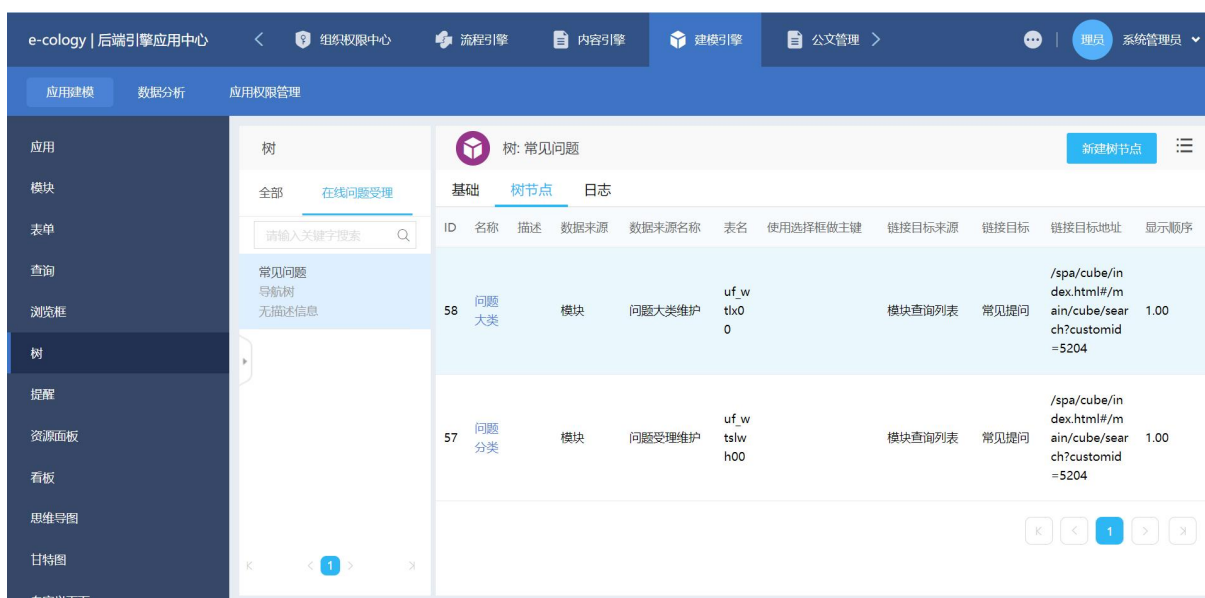 e-cology | 后端引擎应用中心 组织权限中心 流程引擎 内容引擎 建模引擎 公文管理 理员 系统管理员
应用建模 数据分析 应用权限管理
应用
模块
表单
查询
浏览框
树
提醒
资源面板
看板
思维导图
甘特图
树
全部 在线问题受理
请输入关键字搜索
常见问题
导航树
无描述信息
1
树: 常见问题 新建树节点
基础 树节点 日志
ID 名称 描述 数据来源 数据来源名称 表名 使用选择框做主键 链接目标来源 链接目标 链接目标地址 显示顺序
58 问题
大类 模块 问题大类维护 uf_w
tlx0
0 模块查询列表 常见提问 /spa/cube/in
dex.html#/m
ain/cube/sear
ch?customid
=5204 1.00
57 问题
分类 模块 问题受理维护 uf_w
tslw
h00 模块查询列表 常见提问 /spa/cube/in
dex.html#/m
ain/cube/sear
ch?customid
=5204 1.00
1